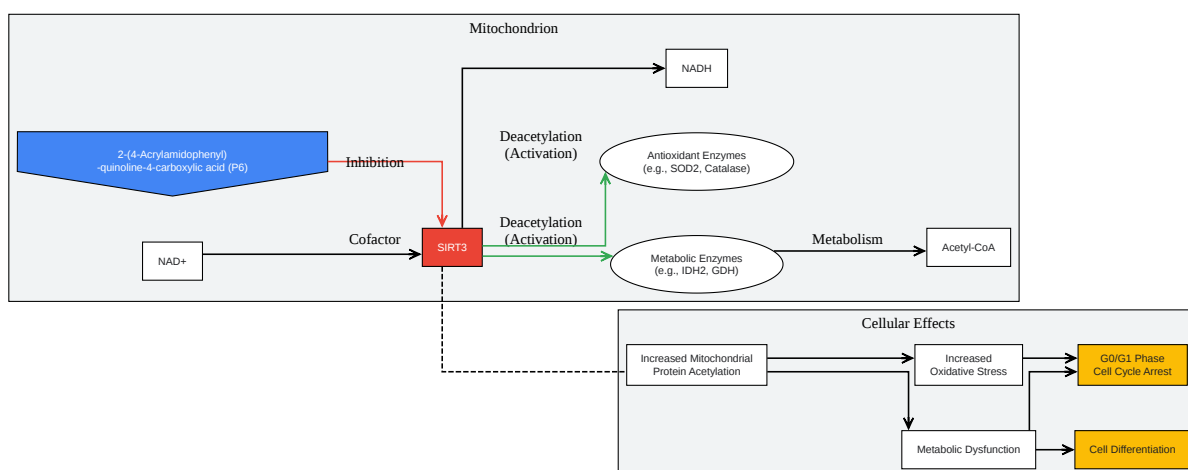 Mitochondrion
NADH
2-(4-Acrylamidophenyl)
-quinoline-4-carboxylic acid (P6)
Inhibition
Deacetylation
(Activation)
Antioxidant Enzymes
(e.g., SOD2, Catalase)
NAD+
Cofactor
SIRT3
Deacetylation
(Activation)
Metabolic Enzymes
(e.g., IDH2, GDH)
Metabolism
Acetyl-CoA
Cellular Effects
Increased Mitochondrial
Protein Acetylation
Increased
Oxidative Stress
G0/G1 Phase
Cell Cycle Arrest
Metabolic Dysfunction
Cell Differentiation